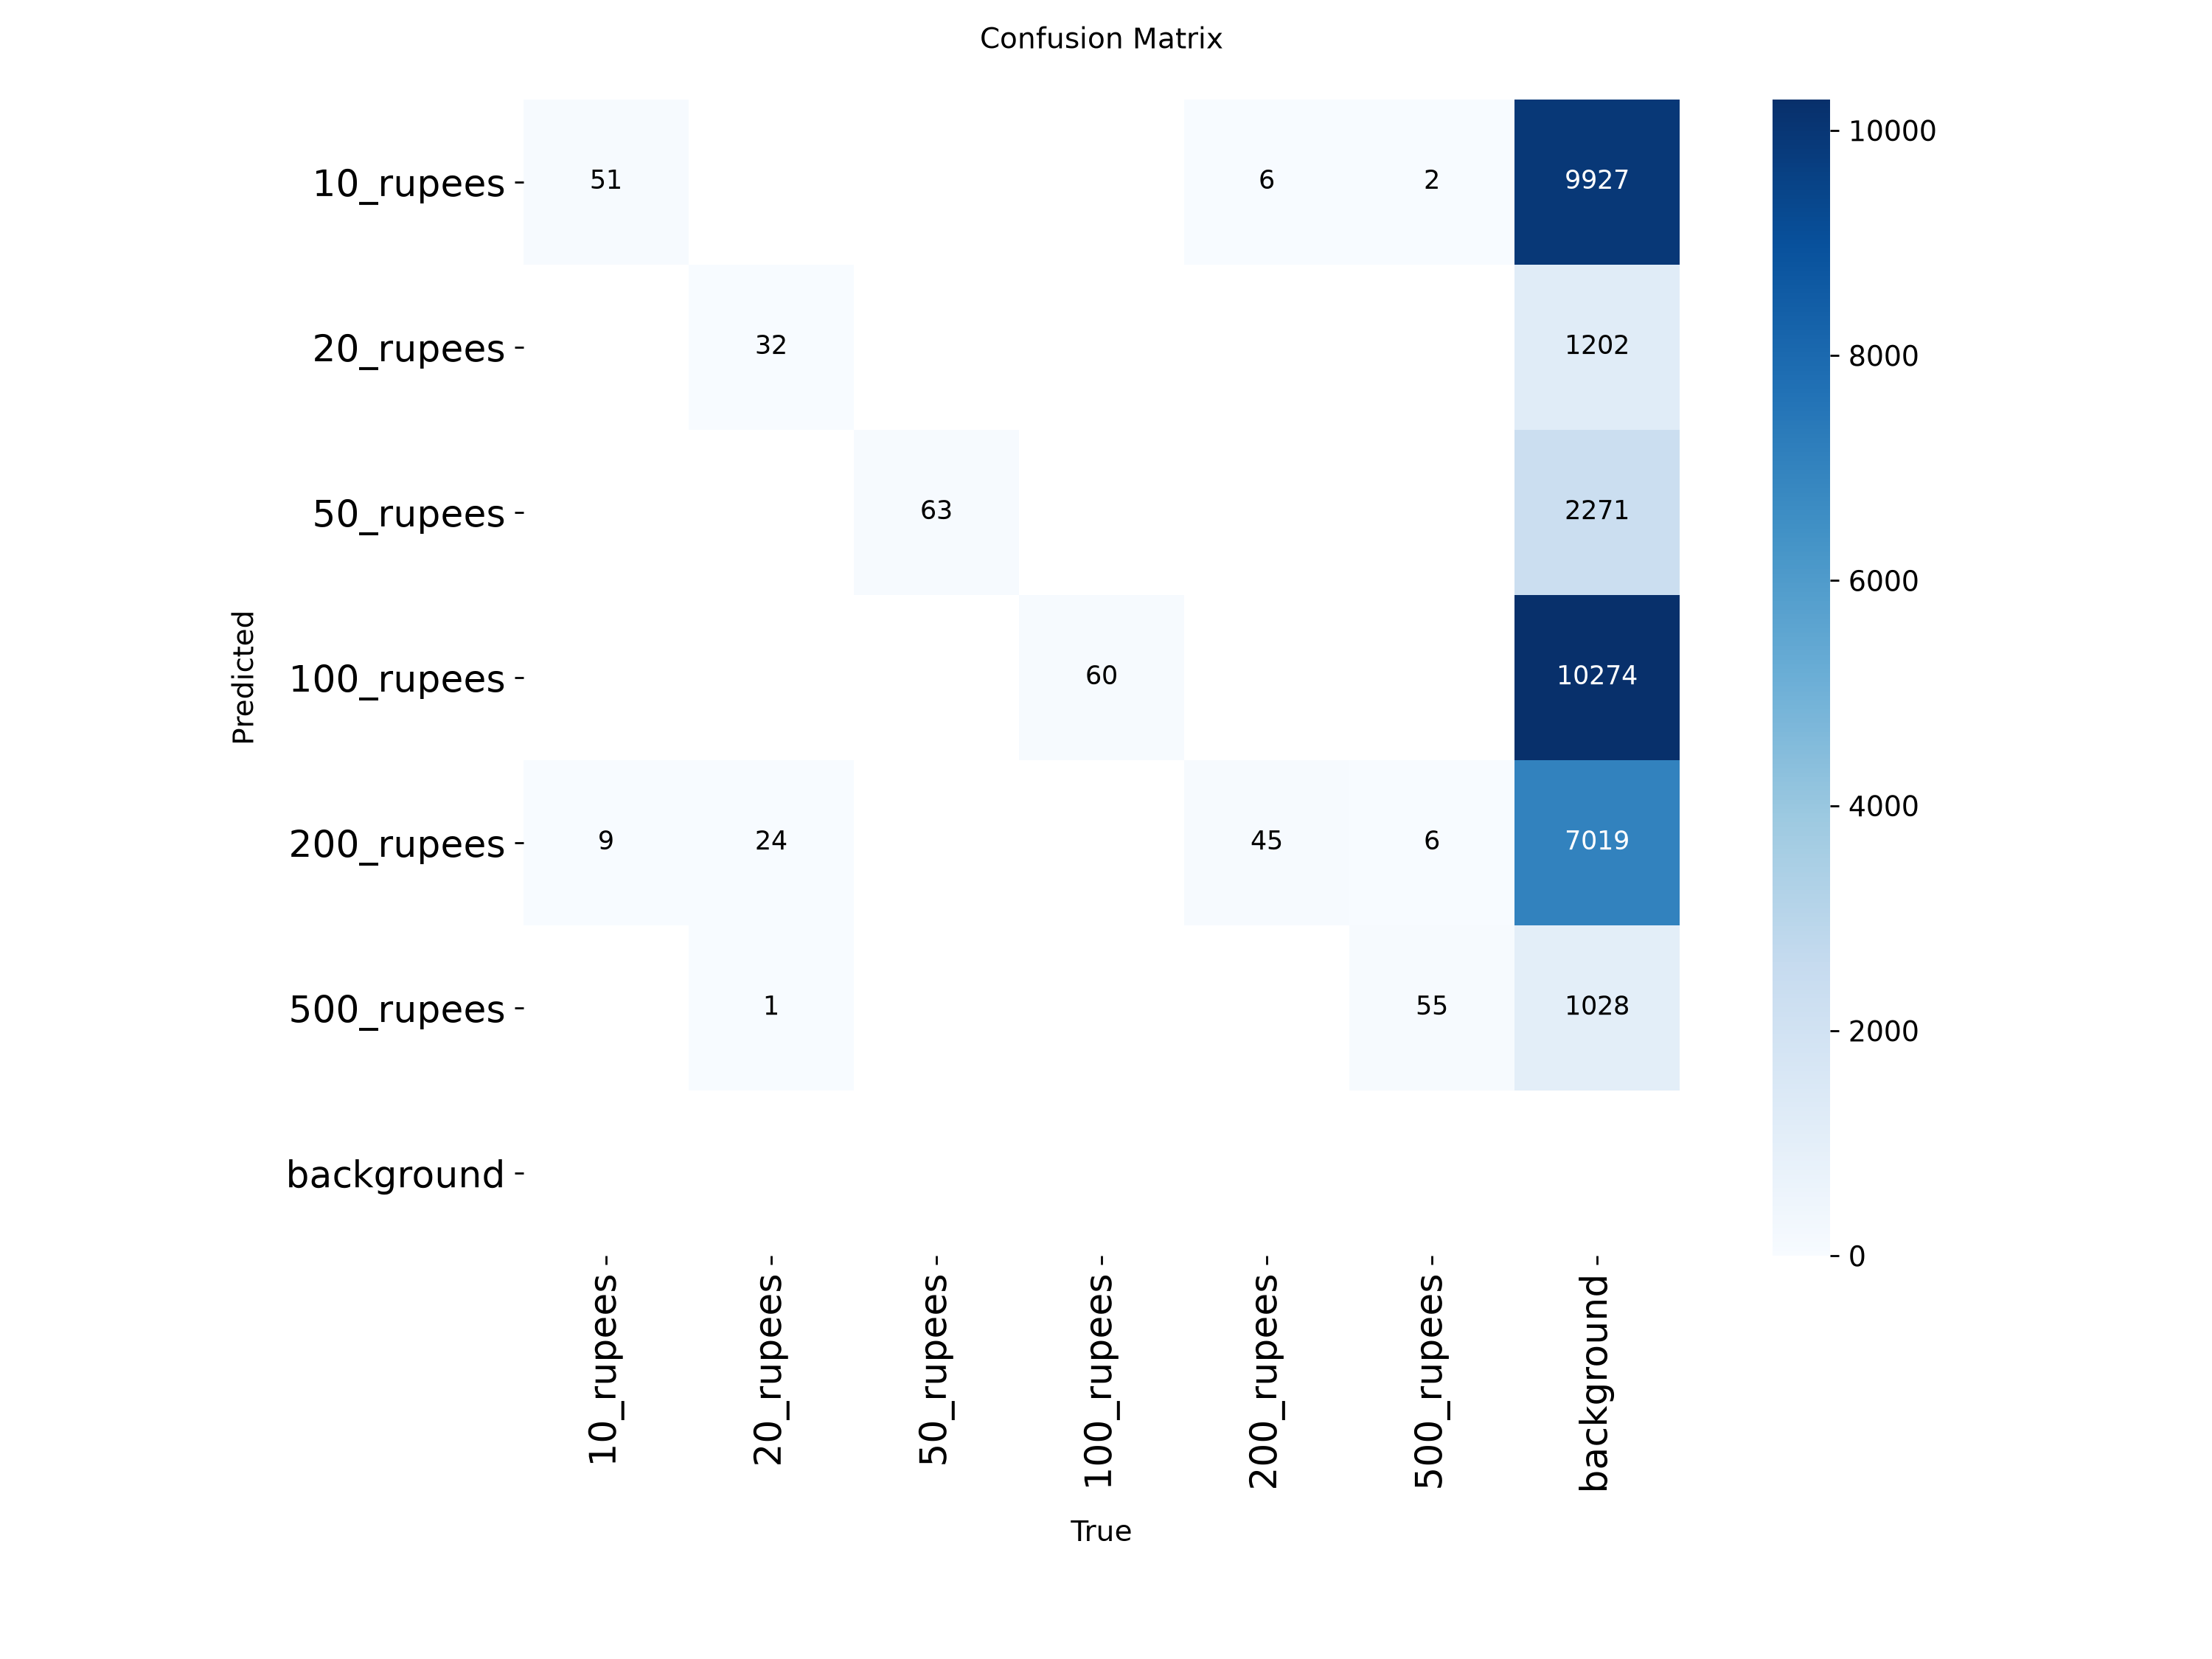 Confusion Matrix
10_rupees 51 6 2 9927
20_rupees 32 1202
50_rupees 63 2271
100_rupees 60 10274
200_rupees 9 24 45 6 7019
500_rupees 1 55 1028
background
Predicted
10_rupees 20_rupees 50_rupees 100_rupees 200_rupees 500_rupees background
True
10000
8000
6000
4000
2000
0